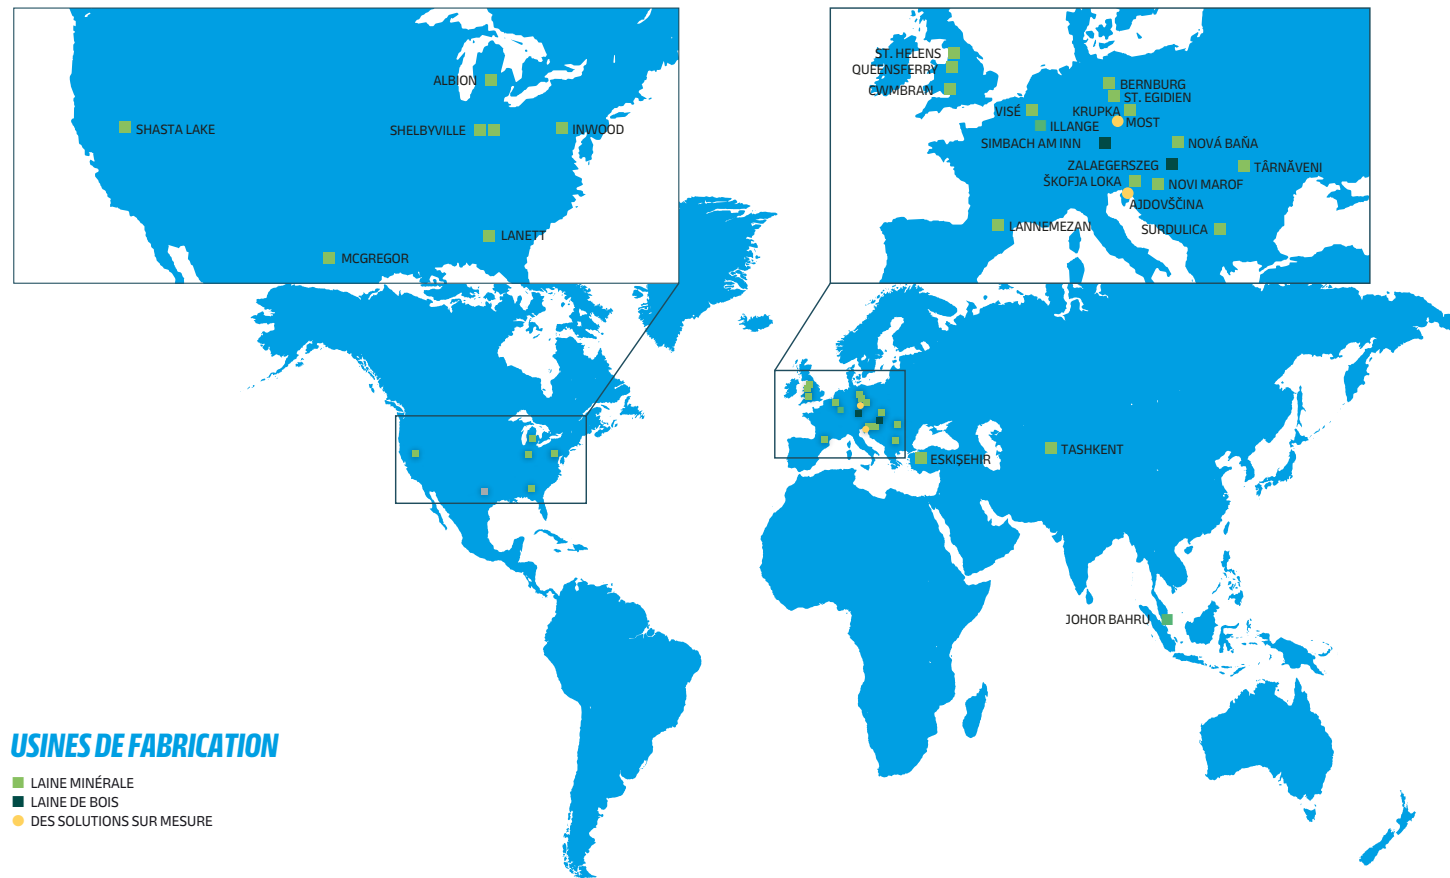 ALBION
SHASTA LAKE
SHELBYVILLE
INWOOD
LANETT
MCGREGOR
ST. HELENS
QUEENSFERRY
CWMBRAN
BERNBURG
ST. EGIDIEN
VISÉ
KRUPKA
ILLANGE
MOST
SIMBACH AM INN
NOVÁ BAŇA
ZALAEGERSZEG
TÂRNĂVENI
ŠKOFJA LOKA
NOVI MAROF
AJDOVŠČINA
LANNEMEZAN
SURDULICA
ESKIŞEHIR
TASHKENT
JOHOR BAHRU
USINES DE FABRICATION
LAINE MINÉRALE
LAINE DE BOIS
DES SOLUTIONS SUR MESURE